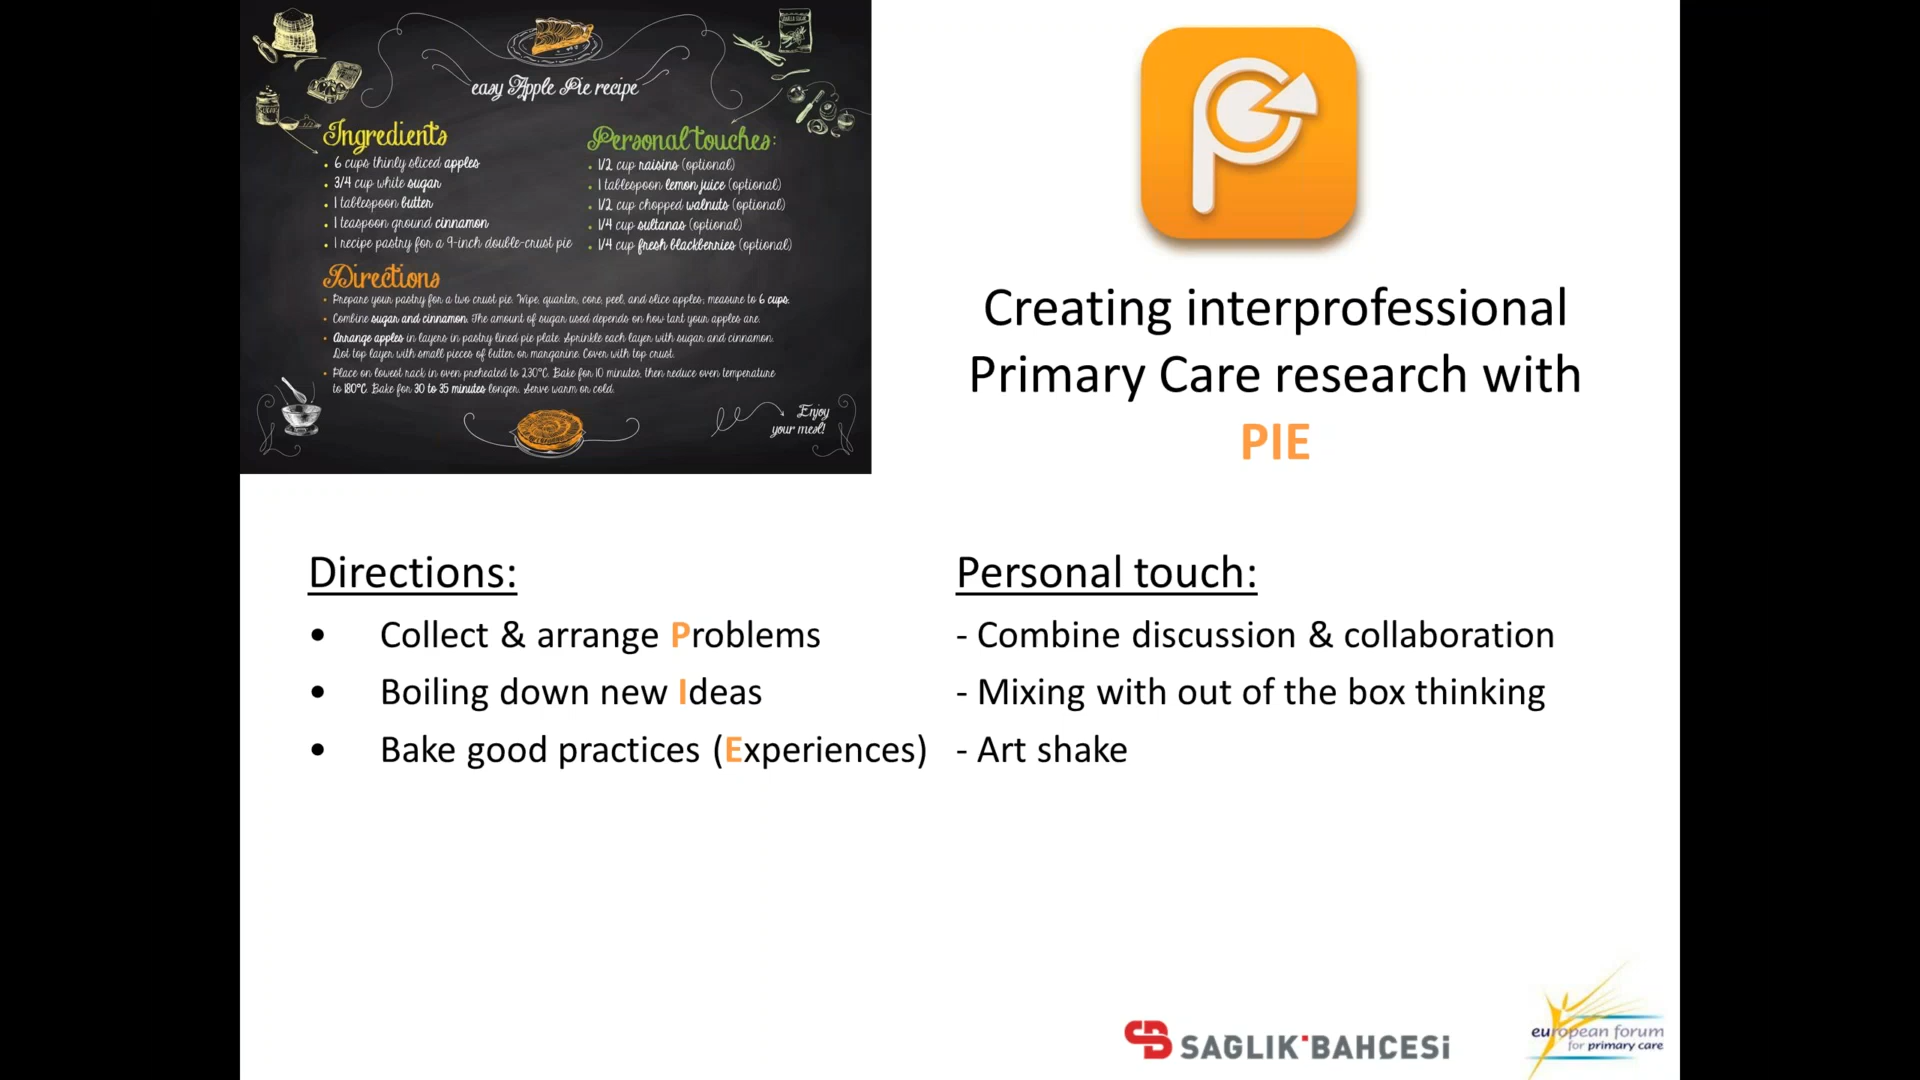 easy Apple Pie recipe
Ingredients
• 6 cups thinly sliced apples
• 3/4 cup white sugar
• 1 tablespoon butter
• 1 teaspoon ground cinnamon
• 1 recipe pastry for a 9-inch double-crust pie
Personal touches:
• 1/2 cup raisins (optional)
• 1 tablespoon lemon juice (optional)
• 1/2 cup chopped walnuts (optional)
• 1/4 cup sultanas (optional)
• 1/4 cup fresh blackberries (optional)
Directions
• Prepare your pastry for a two crust pie. Wipe, quarter, core, peel, and slice apples; measure to 6 cups.
• Combine sugar and cinnamon. The amount of sugar used depends on how tart your apples are.
• Arrange apples in layers in pastry lined pie plate. Sprinkle each layer with sugar and cinnamon.
Dot top layer with small pieces of butter or margarine. Cover with top crust.
• Place on lowest rack in oven preheated to 230°C. Bake for 10 minutes, then reduce oven temperature
to 180°C. Bake for 30 to 35 minutes longer. Serve warm or cold.
Enjoy
your meal!
Creating interprofessional
Primary Care research with
PIE
Directions:
• Collect & arrange Problems
• Boiling down new Ideas
• Bake good practices (Experiences)
Personal touch:
- Combine discussion & collaboration
- Mixing with out of the box thinking
- Art shake
SB SAGLIK BAHCESi
european forum
for primary care